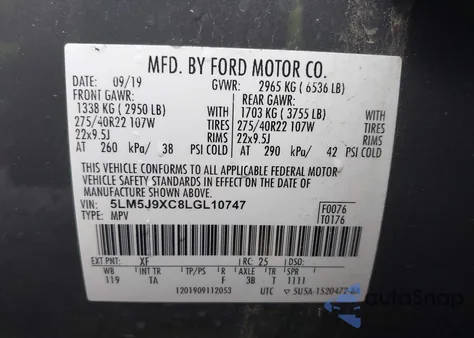 MFD. BY FORD MOTOR CO.
DATE: 09/19 GVWR: 2965 KG ( 6536 LB)
FRONT GAWR: REAR GAWR:
1338 KG ( 2950 LB) WITH 1703 KG ( 3755 LB) WITH
275/40R22 107W TIRES 275/40R22 107W TIRES
22x9.5J RIMS 22x9.5J RIMS
AT 260 kPa/ 38 PSI COLD AT 290 kPa/ 42 PSI COLD
THIS VEHICLE CONFORMS TO ALL APPLICABLE FEDERAL MOTOR
VEHICLE SAFETY STANDARDS IN EFFECT ON THE DATE OF
MANUFACTURE SHOWN ABOVE.
VIN: 5LM5J9XC8LGL10747 F0076
TYPE: MPV T0176
EXT PNT: XF RC: 25 DSO:
WB INT TR TP/PS R AXLE TR SPR
119 TA F 3B T 1111
1201909112053 UTC
AutoSnap